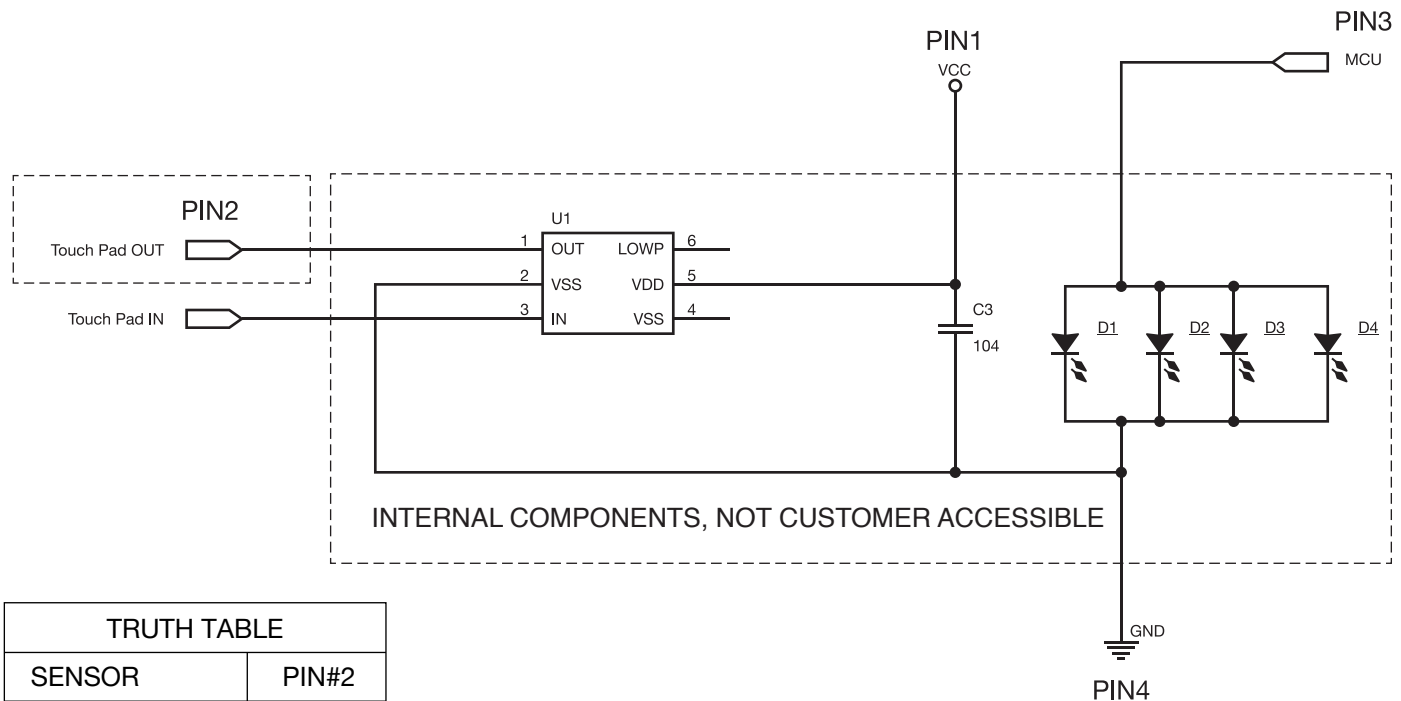 PIN3
PIN1
MCU
VCC
PIN2
U1
Touch Pad OUT
1 OUT LOWP 6
2 VSS VDD 5
Touch Pad IN
3 IN VSS 4
C3
104
D1 D2 D3 D4
INTERNAL COMPONENTS, NOT CUSTOMER ACCESSIBLE
GND
PIN4
TRUTH TABLE
SENSOR PIN#2